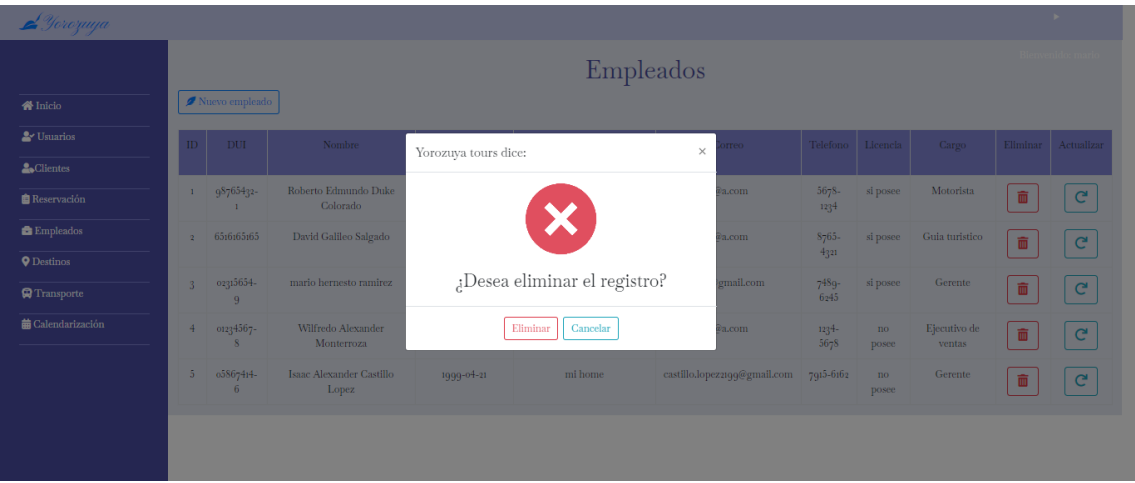 Yorozuya
Empleados
Inicio
Usuarios
Clientes
Reservación
Empleados
Destinos
Transporte
Calendarización
Nuevo empleado
ID DUI Nombre Correo Telefono Licencia Cargo Eliminar Actualizar
1 98765432-1 Roberto Edmundo Duke Colorado @a.com 5678-1234 si posee Motorista
2 6516165165 David Galileo Salgado @a.com 8765-4321 si posee Guia turistico
3 02315654-9 mario hernesto ramirez gmail.com 7489-6245 si posee Gerente
4 01234567-8 Wilfredo Alexander Monterroza @a.com 1234-5678 no posee Ejecutivo de ventas
5 05867414-6 Isaac Alexander Castillo Lopez 1999-04-21 mi home castillo.lopez2199@gmail.com 7915-6162 no posee Gerente
Yorozuya tours dice: ×
¿Desea eliminar el registro?
Eliminar Cancelar